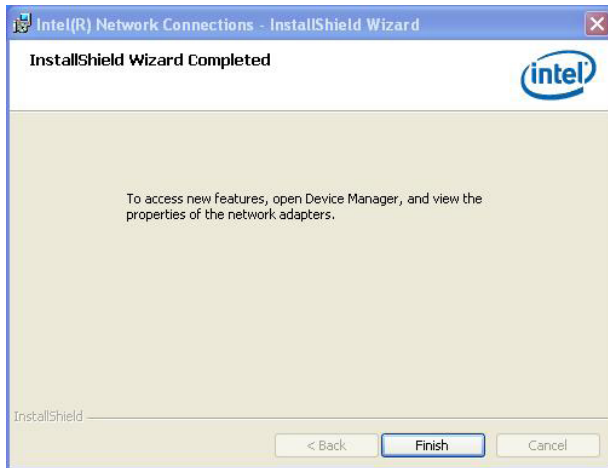 Intel(R) Network Connections - InstallShield Wizard
InstallShield Wizard Completed
intel
To access new features, open Device Manager, and view the
properties of the network adapters.
InstallShield
< Back
Finish
Cancel